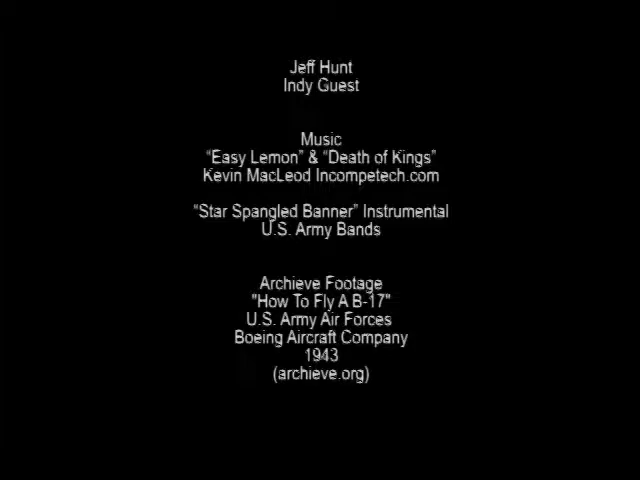 Jeff Hunt
Indy Guest
Music
“Easy Lemon” & “Death of Kings”
Kevin MacLeod Incompetech.com
“Star Spangled Banner” Instrumental
U.S. Army Bands
Archieve Footage
"How To Fly A B-17"
U.S. Army Air Forces
Boeing Aircraft Company
1943
(archieve.org)